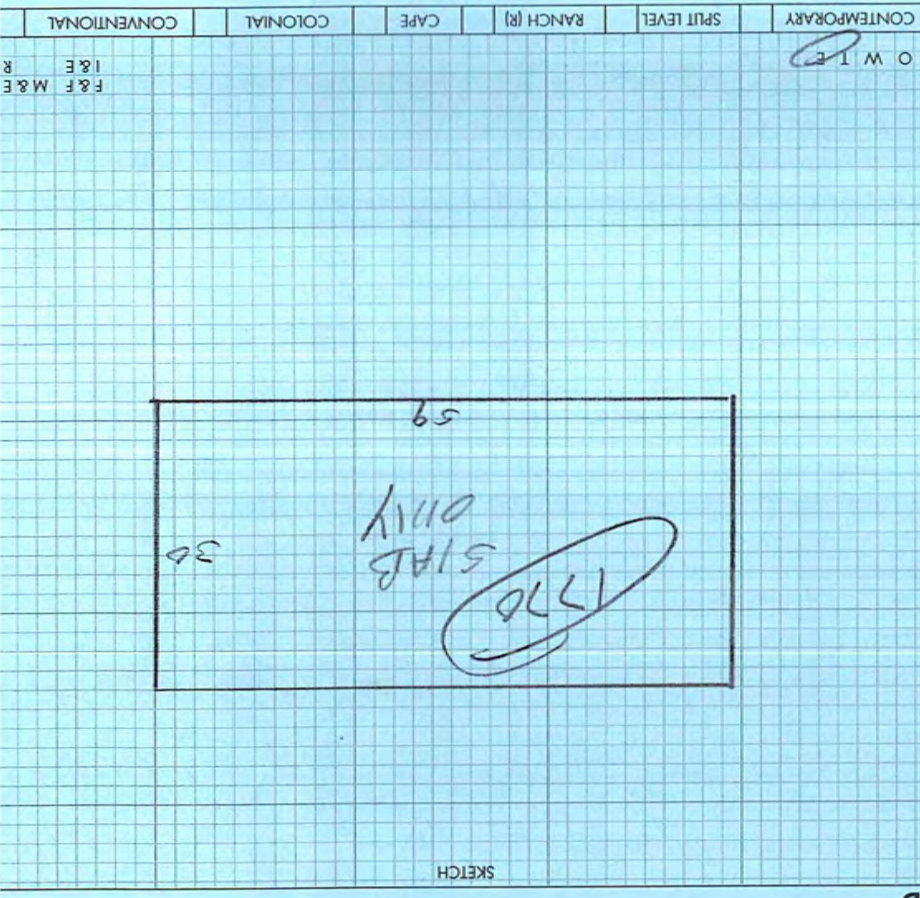 SKETCH
1770
SLAB
ONLY
30
59
F & F M & E
O W T E I & E R
CONTEMPORARY SPLIT LEVEL RANCH (R) CAPE COLONIAL CONVENTIONAL